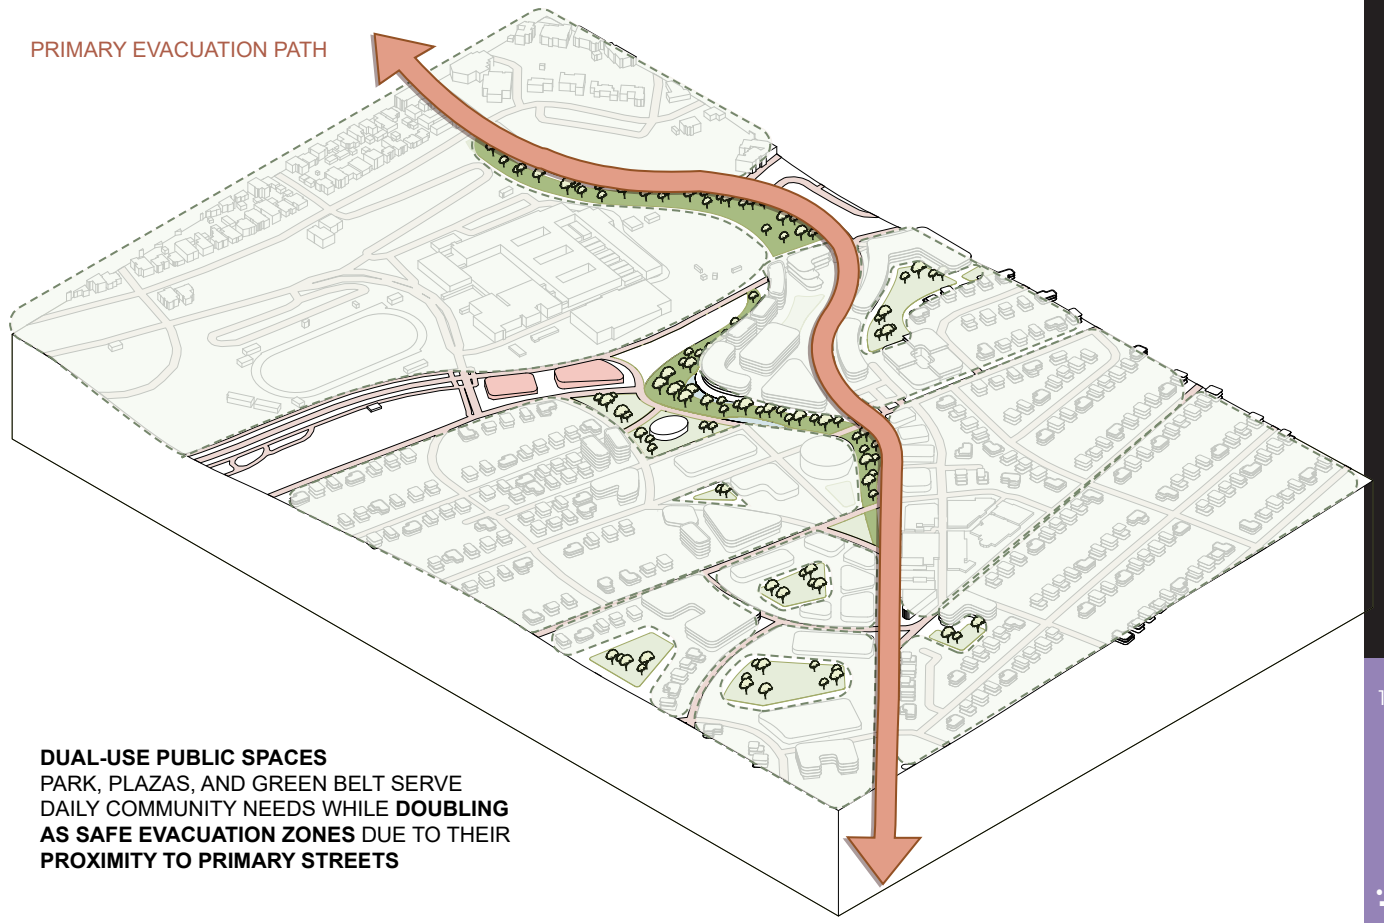 PRIMARY EVACUATION PATH
DUAL-USE PUBLIC SPACES
PARK, PLAZAS, AND GREEN BELT SERVE
DAILY COMMUNITY NEEDS WHILE DOUBLING
AS SAFE EVACUATION ZONES DUE TO THEIR
PROXIMITY TO PRIMARY STREETS